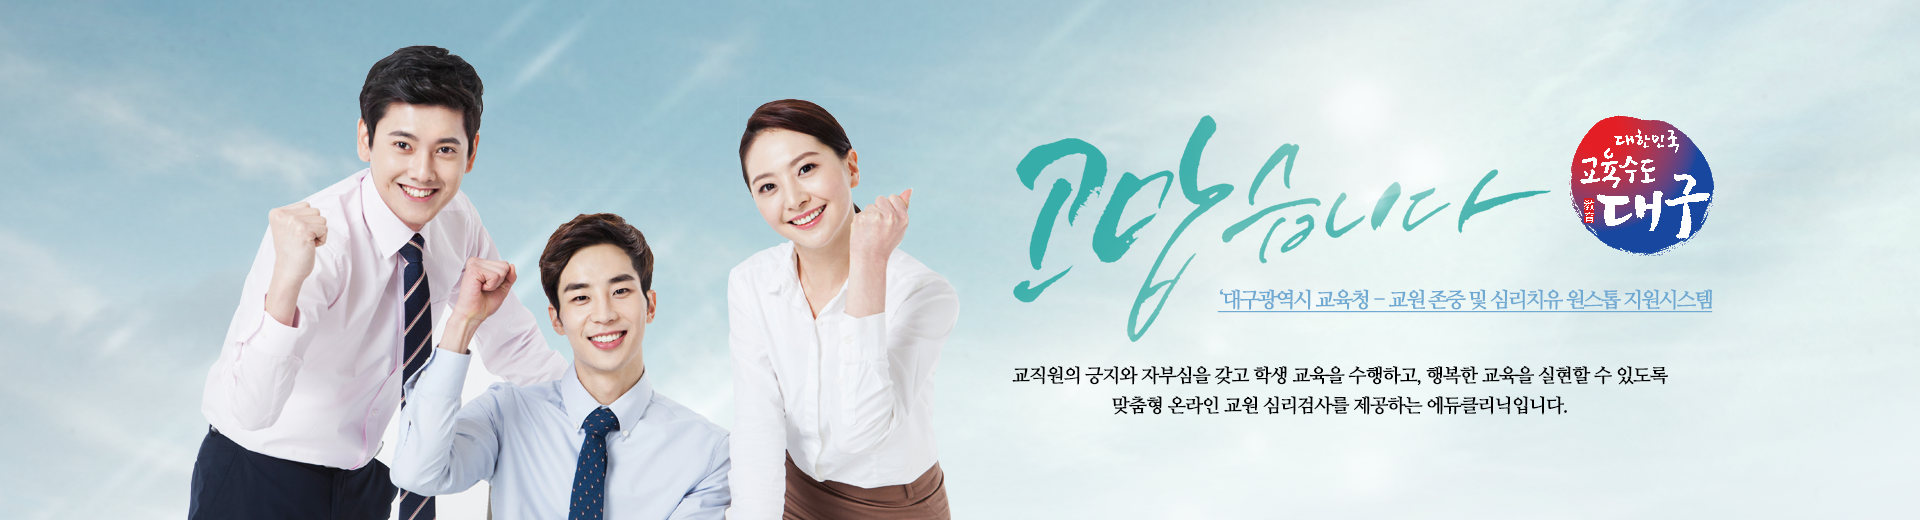 고맙습니다
대한민국
교육수도
敎育
대구
‘대구광역시 교육청 – 교원 존중 및 심리치유 원스톱 지원시스템
교직원의 긍지와 자부심을 갖고 학생 교육을 수행하고, 행복한 교육을 실현할 수 있도록
맞춤형 온라인 교원 심리검사를 제공하는 에듀클리닉입니다.